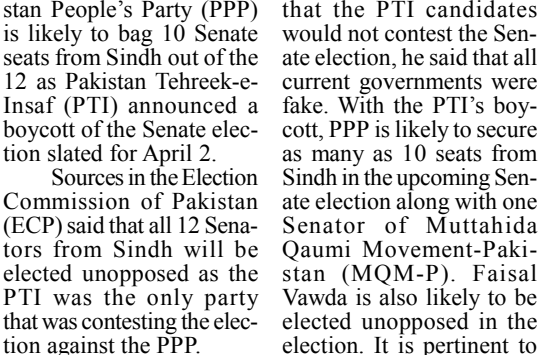 stan People's Party (PPP)
is likely to bag 10 Senate
seats from Sindh out of the
12 as Pakistan Tehreek-e-
Insaf (PTI) announced a
boycott of the Senate elec-
tion slated for April 2.
Sources in the Election
Commission of Pakistan
(ECP) said that all 12 Sena-
tors from Sindh will be
elected unopposed as the
PTI was the only party
that was contesting the elec-
tion against the PPP.
that the PTI candidates
would not contest the Sen-
ate election, he said that all
current governments were
fake. With the PTI's boy-
cott, PPP is likely to secure
as many as 10 seats from
Sindh in the upcoming Sen-
ate election along with one
Senator of Muttahida
Qaumi Movement-Paki-
stan (MQM-P). Faisal
Vawda is also likely to be
elected unopposed in the
election. It is pertinent to